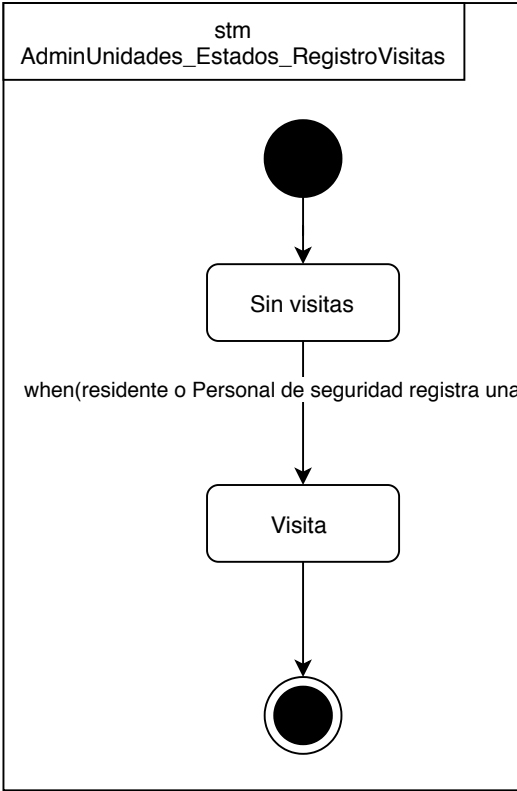 stm
AdminUnidades_Estados_RegistroVisitas
Sin visitas
when(residente o Personal de seguridad registra una
Visita